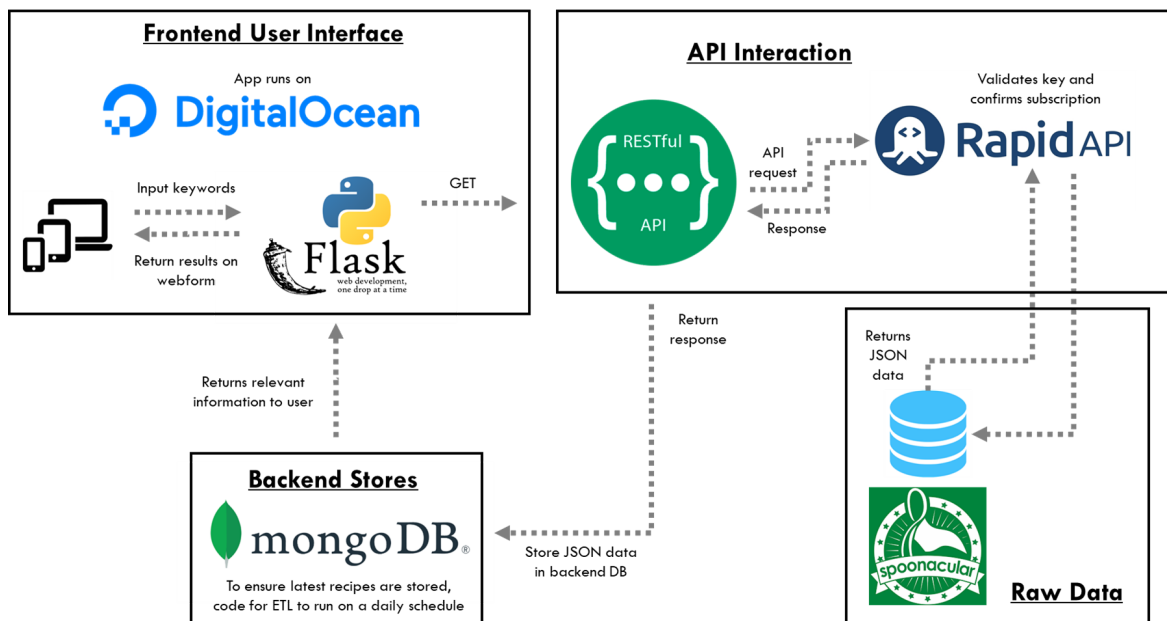 Frontend User Interface
App runs on
DigitalOcean
Input keywords
Return results on
webform
Flask
web development,
one drop at a time
GET
API Interaction
RESTful
API
API
request
Response
Validates key and
confirms subscription
Rapid API
Return
response
Returns
JSON
data
spoonacular
Raw Data
Returns relevant
information to user
Backend Stores
mongoDB®
To ensure latest recipes are stored,
code for ETL to run on a daily schedule
Store JSON data
in backend DB